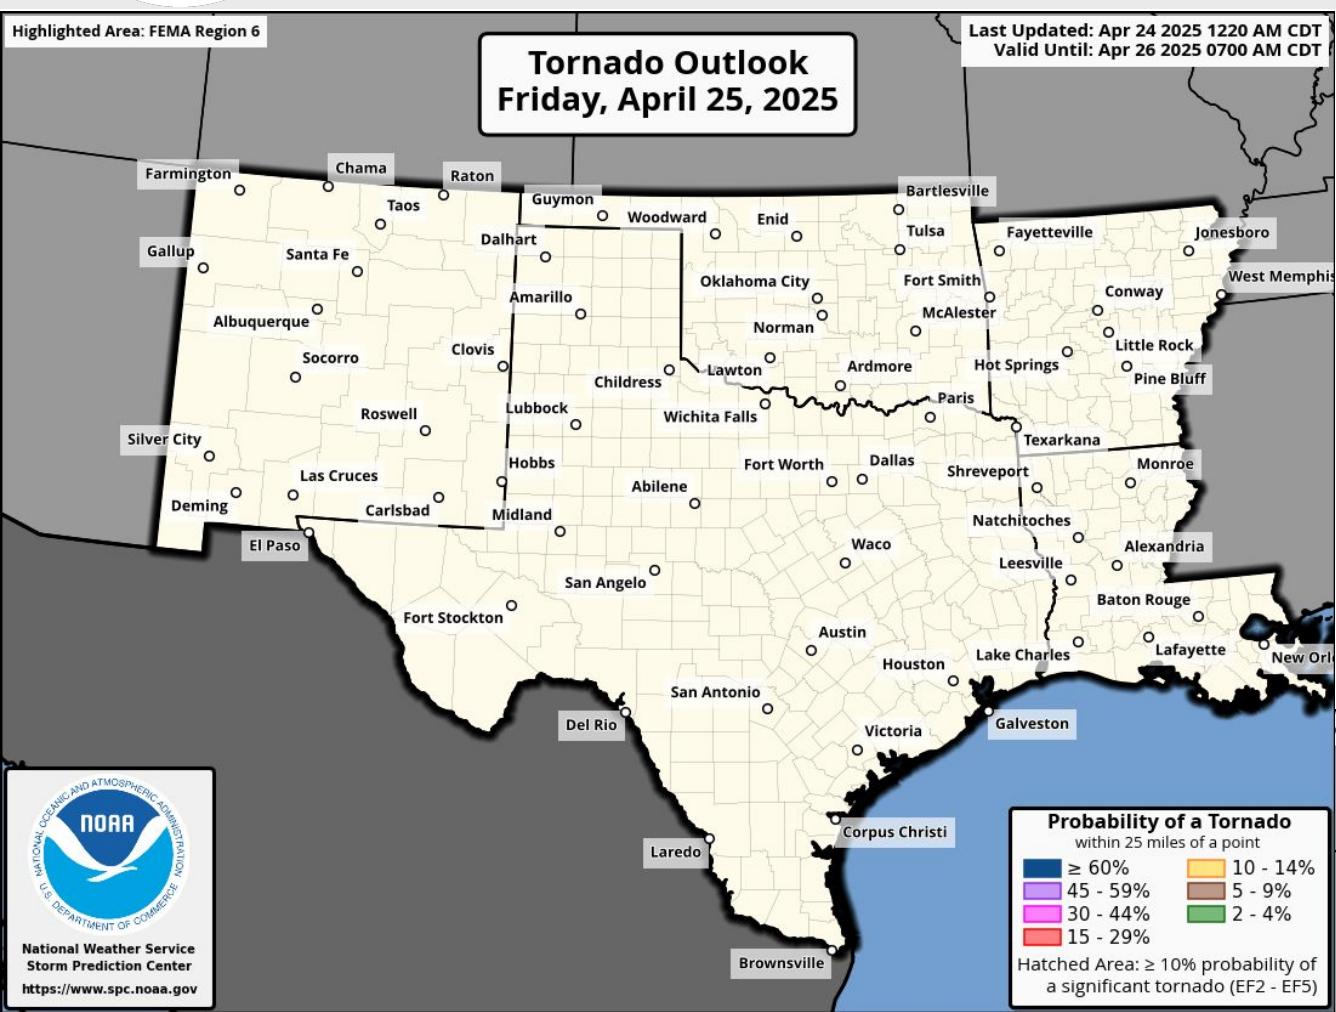 Highlighted Area: FEMA Region 6
Tornado Outlook
Friday, April 25, 2025
Last Updated: Apr 24 2025 1220 AM CDT
Valid Until: Apr 26 2025 0700 AM CDT
Farmington
Chama
Raton
Taos
Guymon
Woodward
Enid
Bartlesville
Tulsa
Fayetteville
Jonesboro
Gallup
Santa Fe
Dalhart
Oklahoma City
Fort Smith
Conway
West Memphis
Albuquerque
Amarillo
Norman
McAlester
Little Rock
Socorro
Clovis
Childress
Lawton
Ardmore
Hot Springs
Pine Bluff
Roswell
Lubbock
Wichita Falls
Paris
Texarkana
Silver City
Las Cruces
Hobbs
Abilene
Fort Worth
Dallas
Shreveport
Monroe
Deming
Carlsbad
Midland
Natchitoches
El Paso
San Angelo
Waco
Leesville
Alexandria
Fort Stockton
Austin
Baton Rouge
Houston
Lake Charles
Lafayette
New Orl
San Antonio
Del Rio
Victoria
Galveston
Laredo
Corpus Christi
Brownsville
NATIONAL OCEANIC AND ATMOSPHERIC ADMINISTRATION
NOAA
U.S. DEPARTMENT OF COMMERCE
National Weather Service
Storm Prediction Center
https://www.spc.noaa.gov
Probability of a Tornado
within 25 miles of a point
≥ 60% 10 - 14%
45 - 59% 5 - 9%
30 - 44% 2 - 4%
15 - 29%
Hatched Area: ≥ 10% probability of
a significant tornado (EF2 - EF5)